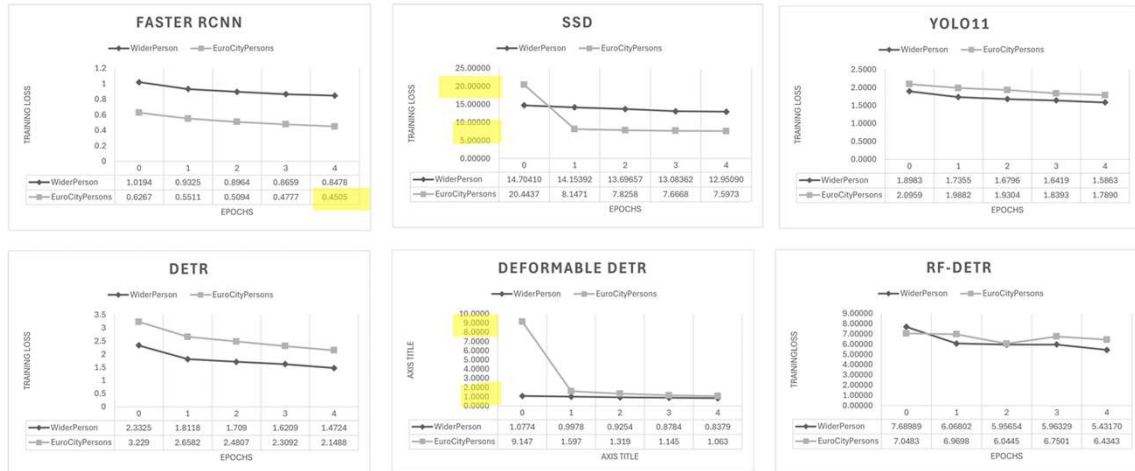 FASTER RCNN
WiderPerson EuroCityPersons
TRAINING LOSS
1.2
1
0.8
0.6
0.4
0.2
0
0 1 2 3 4
WiderPerson 1.0194 0.9325 0.8964 0.8659 0.8478
EuroCityPersons 0.6267 0.5511 0.5094 0.4777 0.4505
EPOCHS
SSD
WiderPerson EuroCityPersons
TRAINING LOSS
25.00000
20.00000
15.00000
10.00000
5.00000
0.00000
0 1 2 3 4
WiderPerson 14.70410 14.15392 13.69657 13.08362 12.95090
EuroCityPersons 20.4437 8.1471 7.8258 7.6668 7.5973
EPOCHS
YOLO11
WiderPerson EuroCityPersons
TRAINING LOSS
2.5000
2.0000
1.5000
1.0000
0.5000
0.0000
0 1 2 3 4
WiderPerson 1.8983 1.7355 1.6796 1.6419 1.5863
EuroCityPersons 2.0959 1.9882 1.9304 1.8393 1.7890
EPOCHS
DETR
WiderPerson EuroCityPersons
TRAINING LOSS
3.5
3
2.5
2
1.5
1
0.5
0
0 1 2 3 4
WiderPerson 2.3325 1.8118 1.709 1.6209 1.4724
EuroCityPersons 3.229 2.6582 2.4807 2.3092 2.1488
EPOCHS
DEFORMABLE DETR
WiderPerson EuroCityPersons
AXIS TITLE
10.0000
9.0000
8.0000
7.0000
6.0000
5.0000
4.0000
3.0000
2.0000
1.0000
0.0000
0 1 2 3 4
WiderPerson 1.0774 0.9978 0.9254 0.8784 0.8379
EuroCityPersons 9.147 1.597 1.319 1.145 1.063
AXIS TITLE
RF-DETR
WiderPerson EuroCityPersons
TRAININGLOSS
9.00000
8.00000
7.00000
6.00000
5.00000
4.00000
3.00000
2.00000
1.00000
0.00000
0 1 2 3 4
WiderPerson 7.68989 6.06802 5.95654 5.96329 5.43170
EuroCityPersons 7.0483 6.9698 6.0445 6.7501 6.4343
EPOCHS